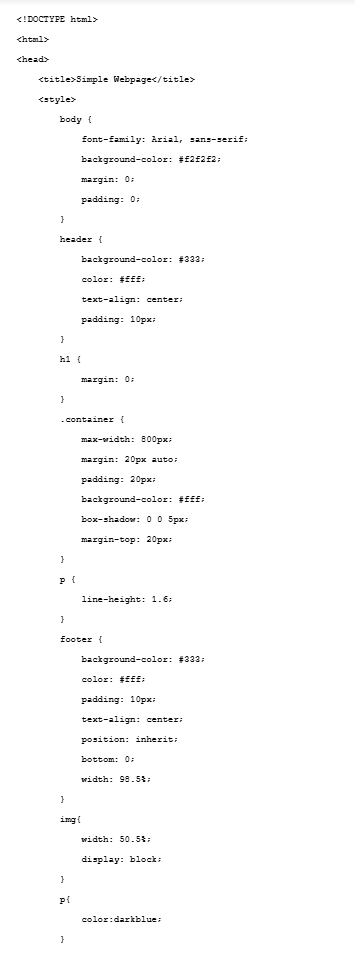 <!DOCTYPE html>
<html>
<head>
    <title>Simple Webpage</title>
    <style>
        body {
            font-family: Arial, sans-serif;
            background-color: #f2f2f2;
            margin: 0;
            padding: 0;
        }
        header {
            background-color: #333;
            color: #fff;
            text-align: center;
            padding: 10px;
        }
        h1 {
            margin: 0;
        }
        .container {
            max-width: 800px;
            margin: 20px auto;
            padding: 20px;
            background-color: #fff;
            box-shadow: 0 0 5px;
            margin-top: 20px;
        }
        p {
            line-height: 1.6;
        }
        footer {
            background-color: #333;
            color: #fff;
            padding: 10px;
            text-align: center;
            position: inherit;
            bottom: 0;
            width: 98.5%;
        }
        img{
            width: 50.5%;
            display: block;
        }
        p{
            color:darkblue;
        }